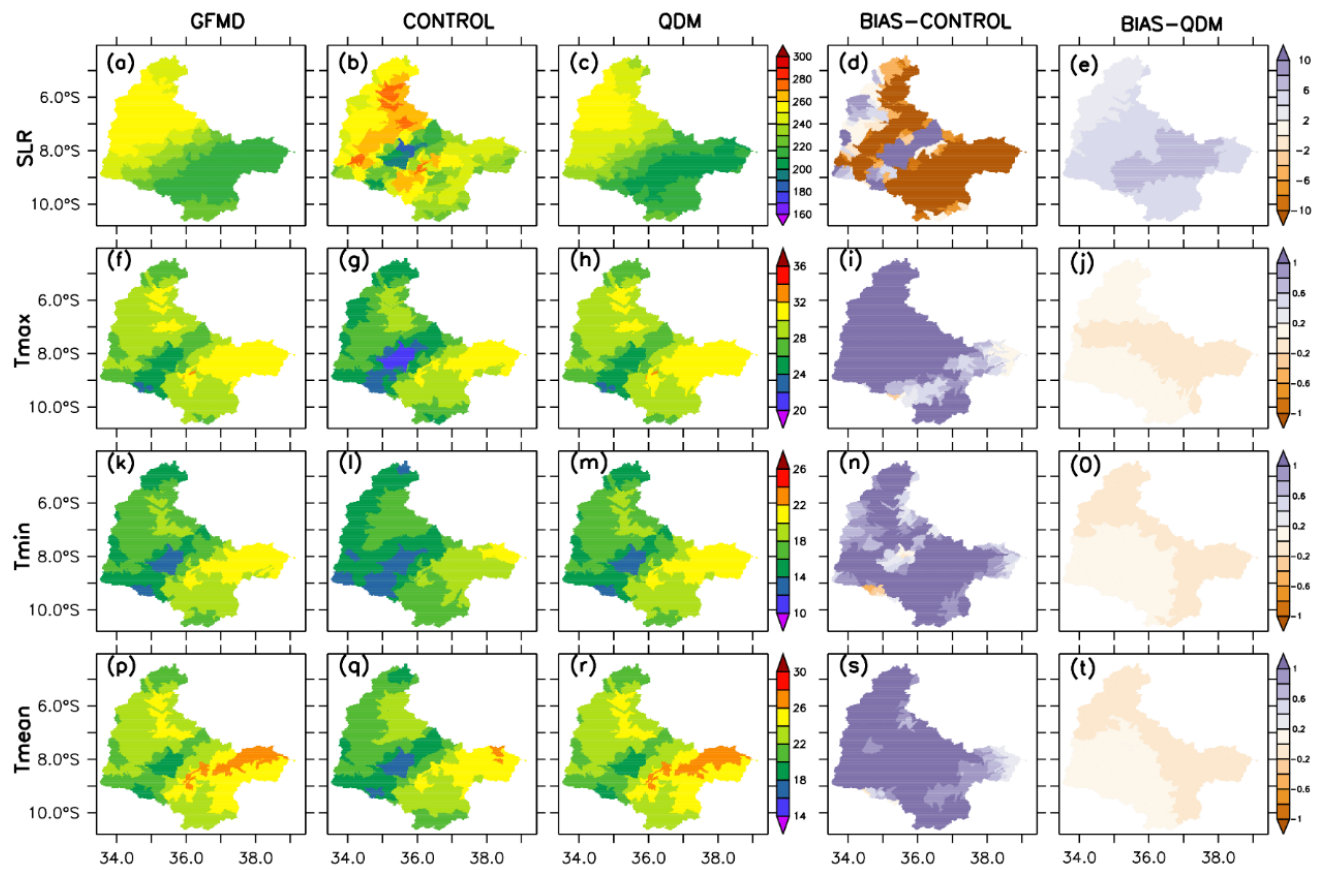 GFMD CONTROL QDM BIAS−CONTROL BIAS−QDM
(a) (b) (c) (d) (e)
SLR
6.0°S
8.0°S
10.0°S
300
280
260
240
220
200
180
160
10
6
2
−2
−6
−10
(f) (g) (h) (i) (j)
Tmax
6.0°S
8.0°S
10.0°S
36
32
28
24
20
1
0.5
0.2
−0.2
−0.6
−1
(k) (l) (m) (n) (0)
Tmin
6.0°S
8.0°S
10.0°S
26
22
18
14
10
1
0.5
0.2
−0.2
−0.6
−1
(p) (q) (r) (s) (t)
Tmean
6.0°S
8.0°S
10.0°S
30
26
22
18
14
1
0.5
0.2
−0.2
−0.6
−1
34.0 36.0 38.0 34.0 36.0 38.0 34.0 36.0 38.0 34.0 36.0 38.0 34.0 36.0 38.0